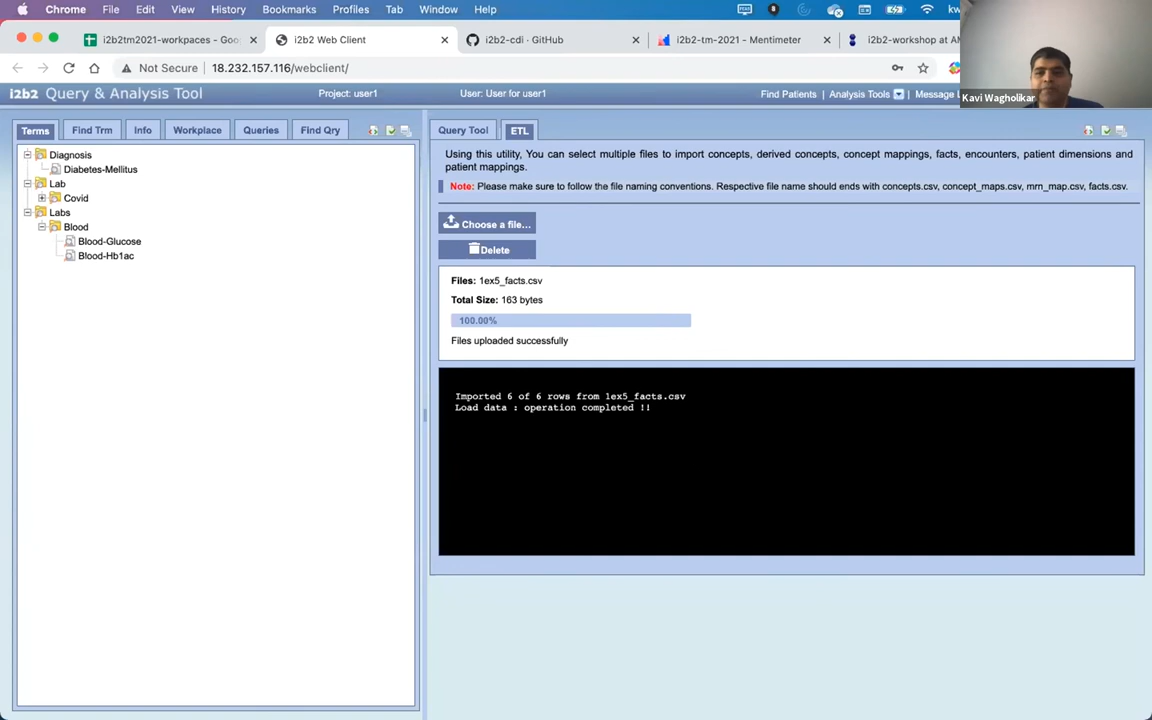 Chrome File Edit View History Bookmarks Profiles Tab Window Help
i2b2tm2021-workpaces - Goo
i2b2 Web Client
i2b2-cdi · GitHub
i2b2-tm-2021 - Mentimeter
i2b2-workshop at AM
Not Secure 18.232.157.116/webclient/
Kavi Wagholikar
i2b2 Query & Analysis Tool
Project: user1
User: User for user1
Find Patients | Analysis Tools | Message
Terms Find Trm Info Workplace Queries Find Qry
Query Tool ETL
Diagnosis
Diabetes-Mellitus
Lab
Covid
Labs
Blood
Blood-Glucose
Blood-Hb1ac
Using this utility, You can select multiple files to import concepts, derived concepts, concept mappings, facts, encounters, patient dimensions and
patient mappings.
Note: Please make sure to follow the file naming conventions. Respective file name should ends with concepts.csv, concept_maps.csv, mrn_map.csv, facts.csv.
Choose a file...
Delete
Files: 1ex5_facts.csv
Total Size: 163 bytes
100.00%
Files uploaded successfully
Imported 6 of 6 rows from 1ex5_facts.csv
Load data : operation completed !!